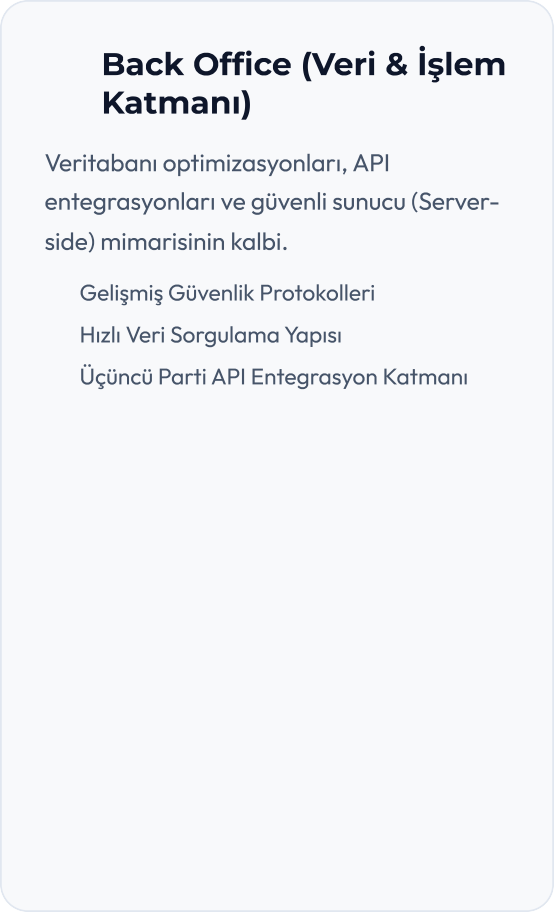 Back Office (Veri & İşlem
Katmanı)
Veritabanı optimizasyonları, API
entegrasyonları ve güvenli sunucu (Server-
side) mimarisinin kalbi.
Gelişmiş Güvenlik Protokolleri
Hızlı Veri Sorgulama Yapısı
Üçüncü Parti API Entegrasyon Katmanı